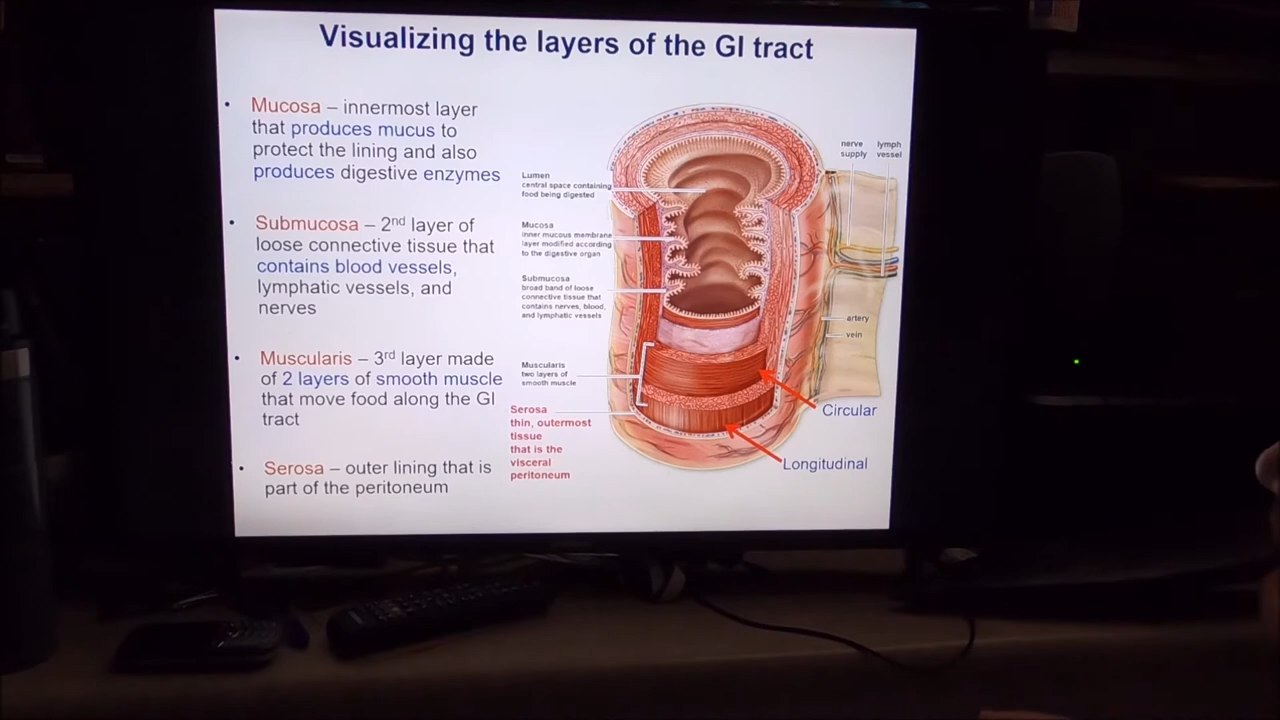 Visualizing the layers of the GI tract
• Mucosa – innermost layer
that produces mucus to
protect the lining and also
produces digestive enzymes
• Submucosa – 2nd layer of
loose connective tissue that
contains blood vessels,
lymphatic vessels, and
nerves
• Muscularis – 3rd layer made
of 2 layers of smooth muscle
that move food along the GI
tract
• Serosa – outer lining that is
part of the peritoneum
Lumen
central space containing
food being digested
Mucosa
inner mucous membrane
layer modified according
to the digestive organ
Submucosa
broad band of loose
connective tissue that
contains nerves, blood,
and lymphatic vessels
Muscularis
two layers of
smooth muscle
Serosa
thin, outermost
tissue
that is the
visceral
peritoneum
nerve
supply
lymph
vessel
artery
vein
Circular
Longitudinal